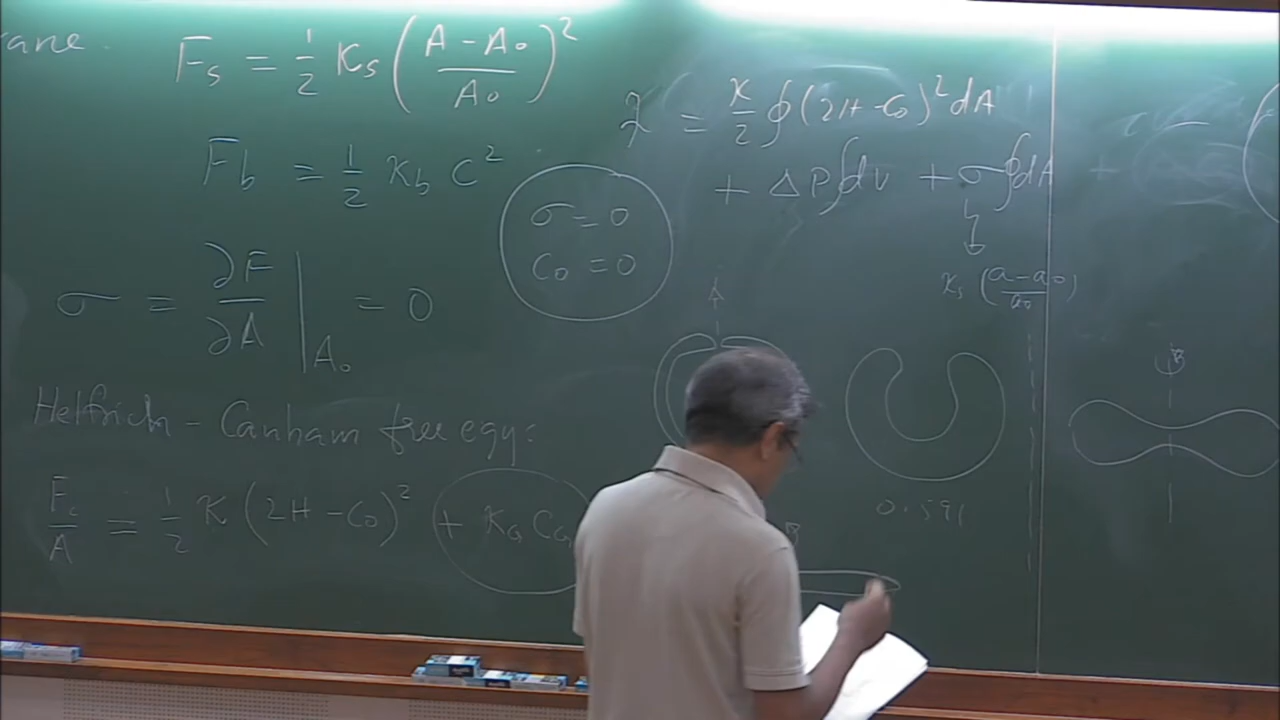 ane.
F_s = 1/2 K_s ((A - A_0)/A_0)^2
F_b = 1/2 K_b C^2
σ = ∂F/∂A |_{A_0} = 0
Helfrich - Canham free egy:
F_c/A = 1/2 K (2H - C_0)^2 + K_G C_G
σ = 0
C_0 = 0
= K/2 ∮ (2H - C_0)^2 dA
+ ΔP ∫dV + σ∮dA +
K_s ((a - a_0)/a_0)
0.591
B
B